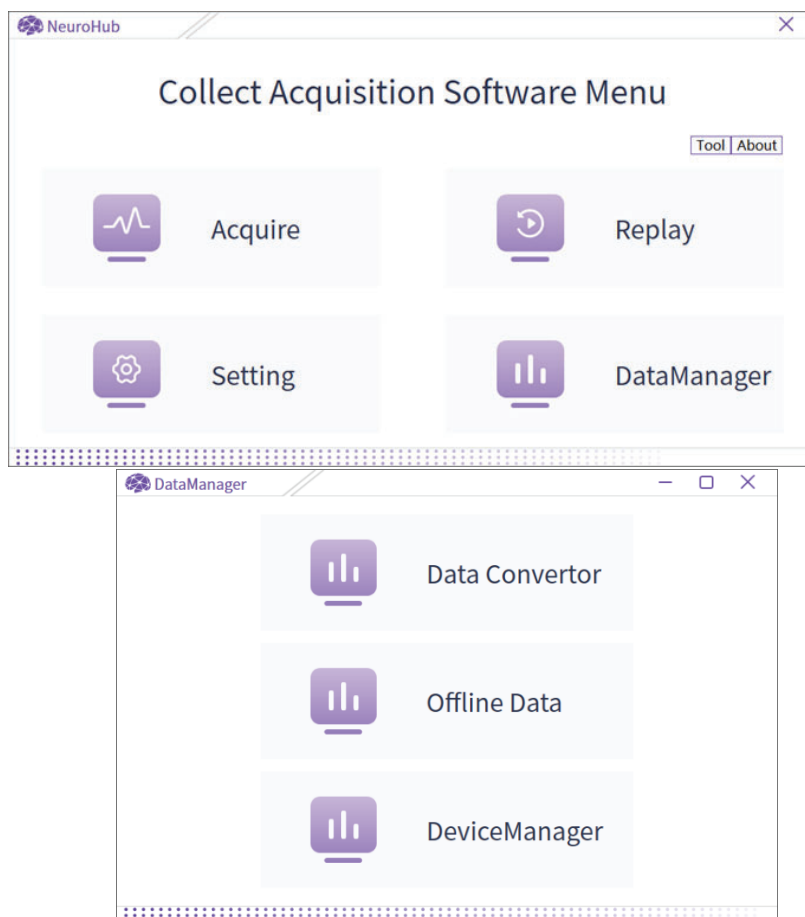 NeuroHub
Collect Acquisition Software Menu
Tool About
Acquire
Replay
Setting
DataManager
DataManager
Data Convertor
Offline Data
DeviceManager